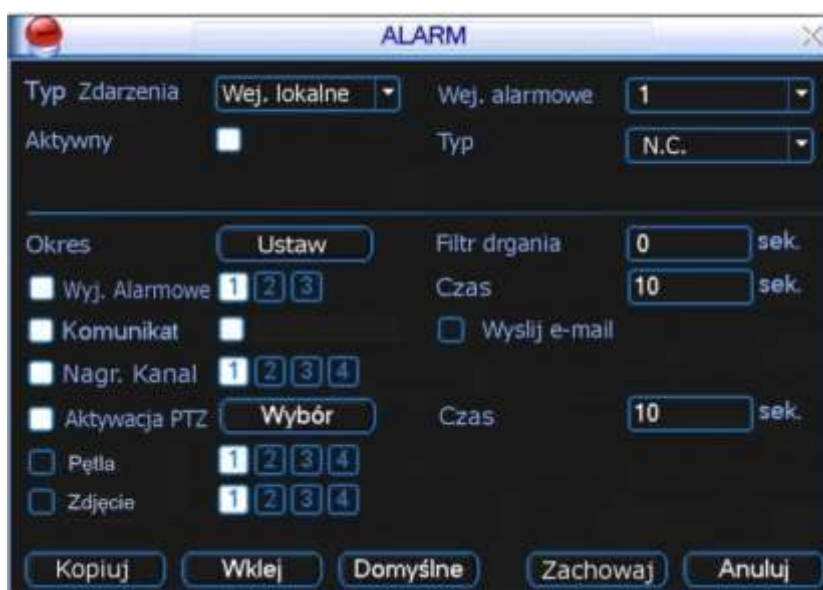 ALARM
Typ Zdarzenia Wej. lokalne Wej. alarmowe 1
Aktywny Typ N.C.
Okres Ustaw Filtr drgania 0 sek.
Wyj. Alarmowe 1 2 3 Czas 10 sek.
Komunikat Wyslij e-mail
Nagr. Kanal 1 2 3 4
Aktywacja PTZ Wybór Czas 10 sek.
Pętla 1 2 3 4
Zdjęcie 1 2 3 4
Kopiuj Wklej Domyślne Zachowaj Anuluj